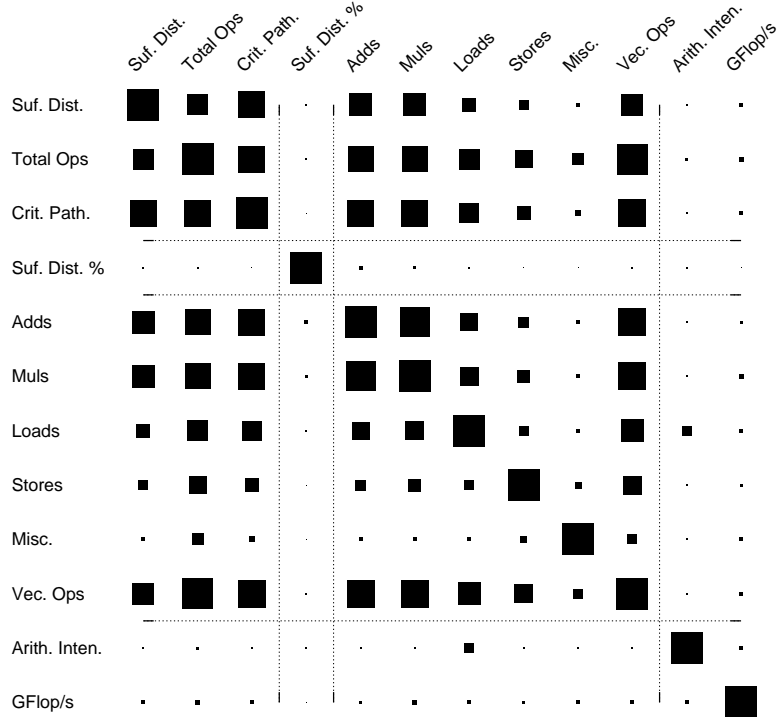 Suf. Dist.
Total Ops
Crit. Path.
Suf. Dist. %
Adds
Muls
Loads
Stores
Misc.
Vec. Ops
Arith. Inten.
GFlop/s
Suf. Dist.
Total Ops
Crit. Path.
Suf. Dist. %
Adds
Muls
Loads
Stores
Misc.
Vec. Ops
Arith. Inten.
GFlop/s